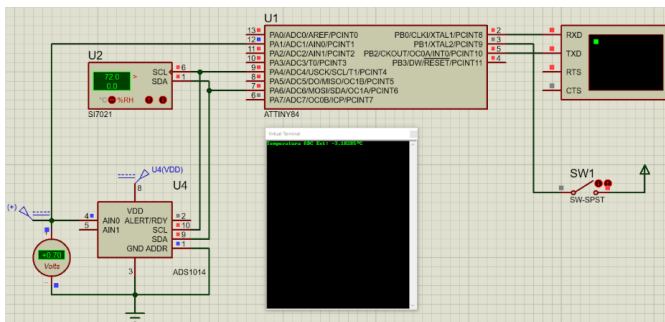 U1
13 PA0/ADC0/AREF/PCINT0 PB0/CLKI/XTAL1/PCINT8 2
12 PA1/ADC1/AIN0/PCINT1 PB1/XTAL2/PCINT9 3
11 PA2/ADC2/AIN1/PCINT2 PB2/CKOUT/OC0A/INT0/PCINT10 5
10 PA3/ADC3/T0/PCINT3 PB3/DW/RESET/PCINT11 4
9 PA4/ADC4/USCK/SCL/T1/PCINT4
8 PA5/ADC5/DO/MISO/OC1B/PCINT5
7 PA6/ADC6/MOSI/SDA/OC1A/PCINT6
6 PA7/ADC7/OC0B/ICP/PCINT7
ATTINY84
RXD
TXD
RTS
CTS
U2
72.0 >
0.0
SCL 6
SDA 1
°C %RH
SI7021
Virtual Terminal
Temperatura ADC Ext: -3.18285°C
U4(VDD)
8
U4
VDD
4 AIN0 ALERT/RDY 2
5 AIN1 SCL 10
SDA 9
GND ADDR 1
3
ADS1014
(+)
+0.70
Volts
SW1
SW-SPST